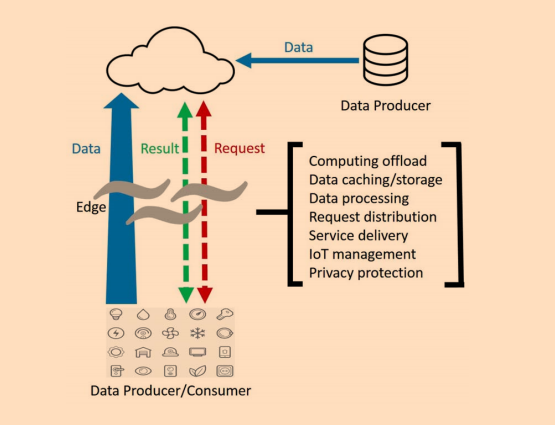 Data
Data Producer
Data
Result
Request
Edge
Computing offload
Data caching/storage
Data processing
Request distribution
Service delivery
IoT management
Privacy protection
Data Producer/Consumer